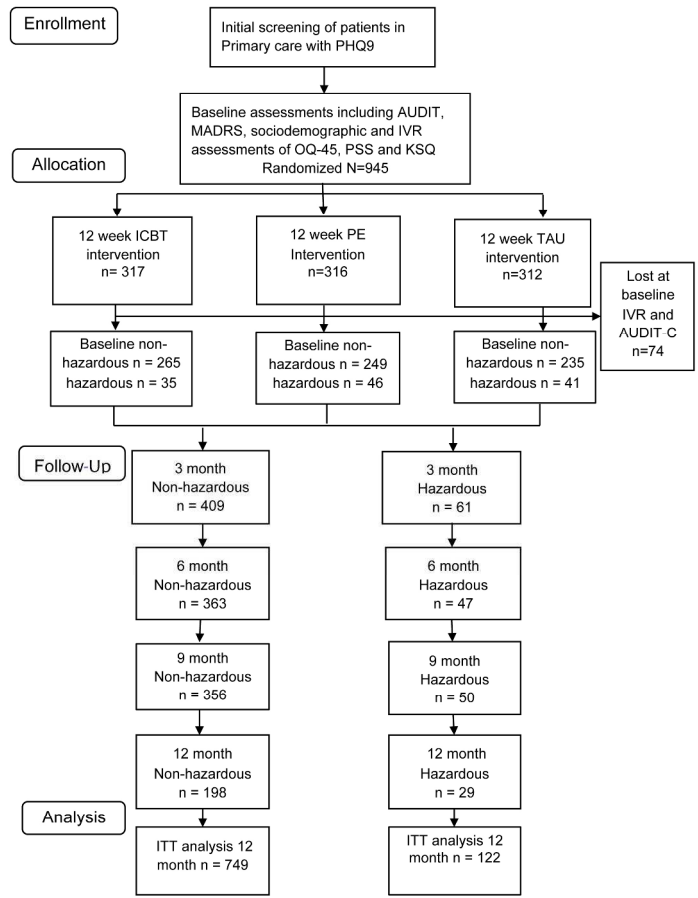 Enrollment
Initial screening of patients in
Primary care with PHQ9
Baseline assessments including AUDIT,
MADRS, sociodemographic and IVR
assessments of OQ-45, PSS and KSQ
Randomized N=945
Allocation
12 week ICBT
intervention
n= 317
12 week PE
Intervention
n=316
12 week TAU
intervention
n=312
Lost at
baseline
IVR and
AUDIT-C
n=74
Baseline non-
hazardous n = 265
hazardous n = 35
Baseline non-
hazardous n = 249
hazardous n = 46
Baseline non-
hazardous n = 235
hazardous n = 41
Follow-Up
3 month
Non-hazardous
n = 409
3 month
Hazardous
n = 61
6 month
Non-hazardous
n = 363
6 month
Hazardous
n = 47
9 month
Non-hazardous
n = 356
9 month
Hazardous
n = 50
12 month
Non-hazardous
n = 198
12 month
Hazardous
n = 29
Analysis
ITT analysis 12
month n = 749
ITT analysis 12
month n = 122